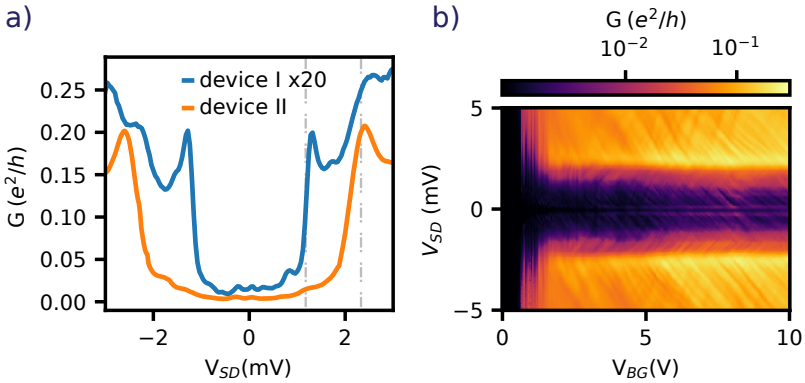 a)
0.25
0.20
0.15
0.10
0.05
0.00
G (e²/h)
device I x20
device II
−2
0
2
V_SD(mV)
b)
G (e²/h)
10⁻²
10⁻¹
5
0
−5
V_SD (mV)
0
5
10
V_BG(V)